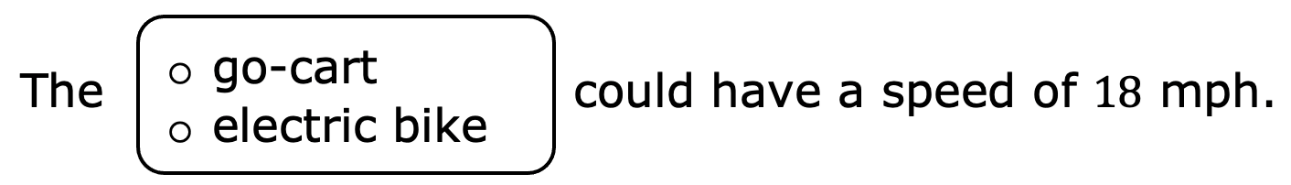 The
go-cart
electric bike
could have a speed of 18 mph.